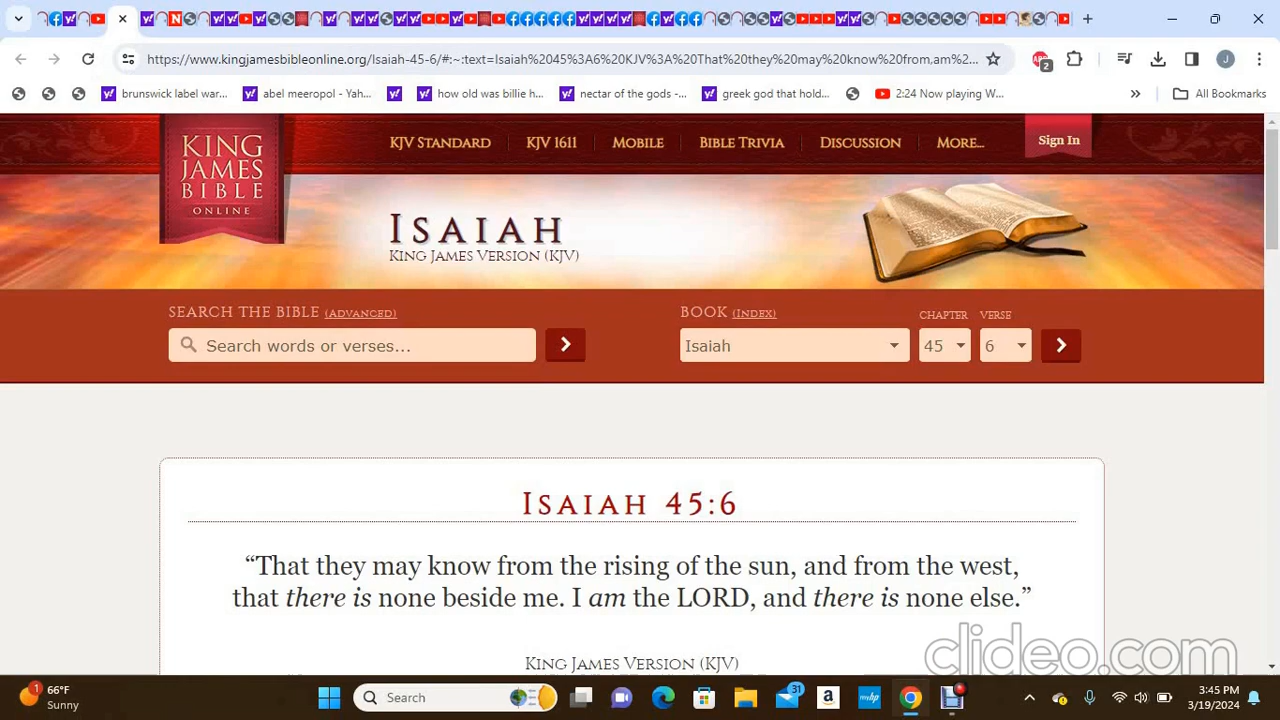 https://www.kingjamesbibleonline.org/Isaiah-45-6/#:~:text=Isaiah%2045%3A6%20KJV%3A%20That%20they%20may%20know%20from,am%2...
2
J
brunswick label war...
abel meeropol - Yah...
how old was billie h...
nectar of the gods -...
greek god that hold...
2:24 Now playing W...
All Bookmarks
KING
JAMES
BIBLE
ONLINE
KJV STANDARD
KJV 1611
MOBILE
BIBLE TRIVIA
DISCUSSION
MORE...
Sign In
ISAIAH
KING JAMES VERSION (KJV)
SEARCH THE BIBLE (ADVANCED)
BOOK (INDEX)
CHAPTER
VERSE
Search words or verses...
Isaiah
45
6
ISAIAH 45:6
“That they may know from the rising of the sun, and from the west,
that there is none beside me. I am the LORD, and there is none else.”
KING JAMES VERSION (KJV)
clideo.com
1
66°F
Sunny
Search
31
a
hp
3:45 PM
3/19/2024